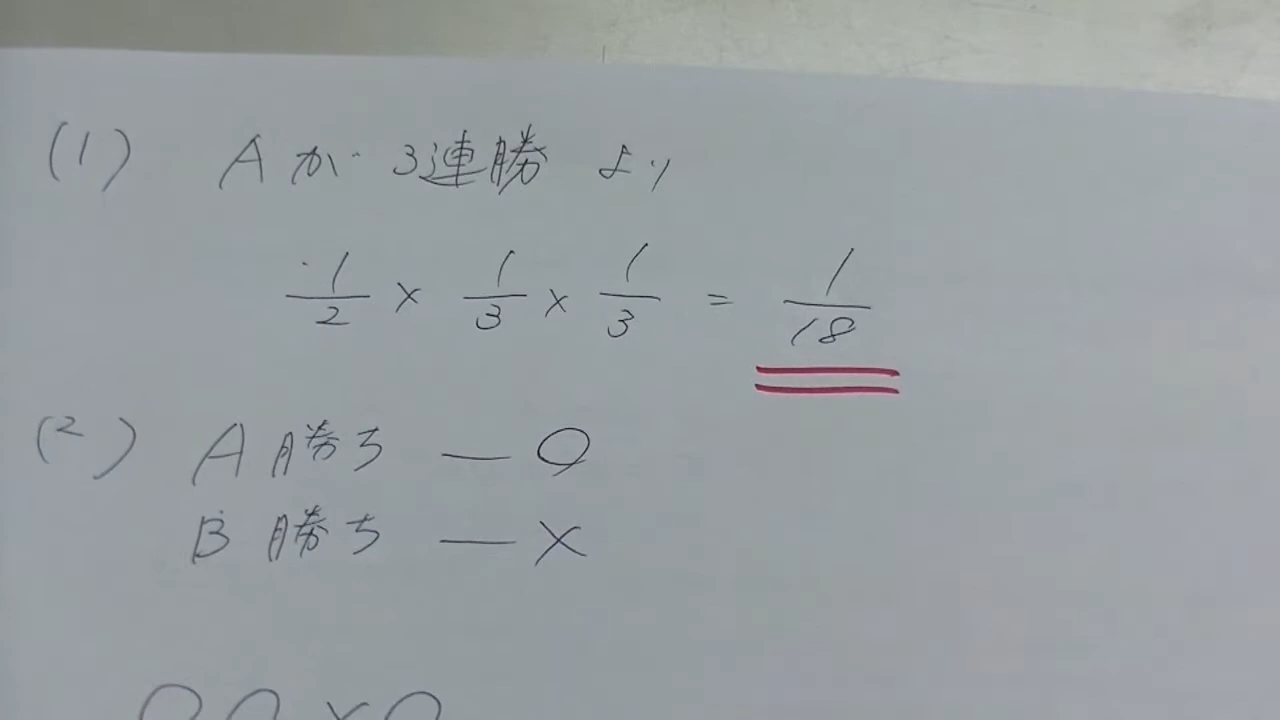 (1) Aが3連勝より
1/2 × 1/3 × 1/3 = 1/18
(2) A勝ち ― ○
B勝ち ― ×
○○×○